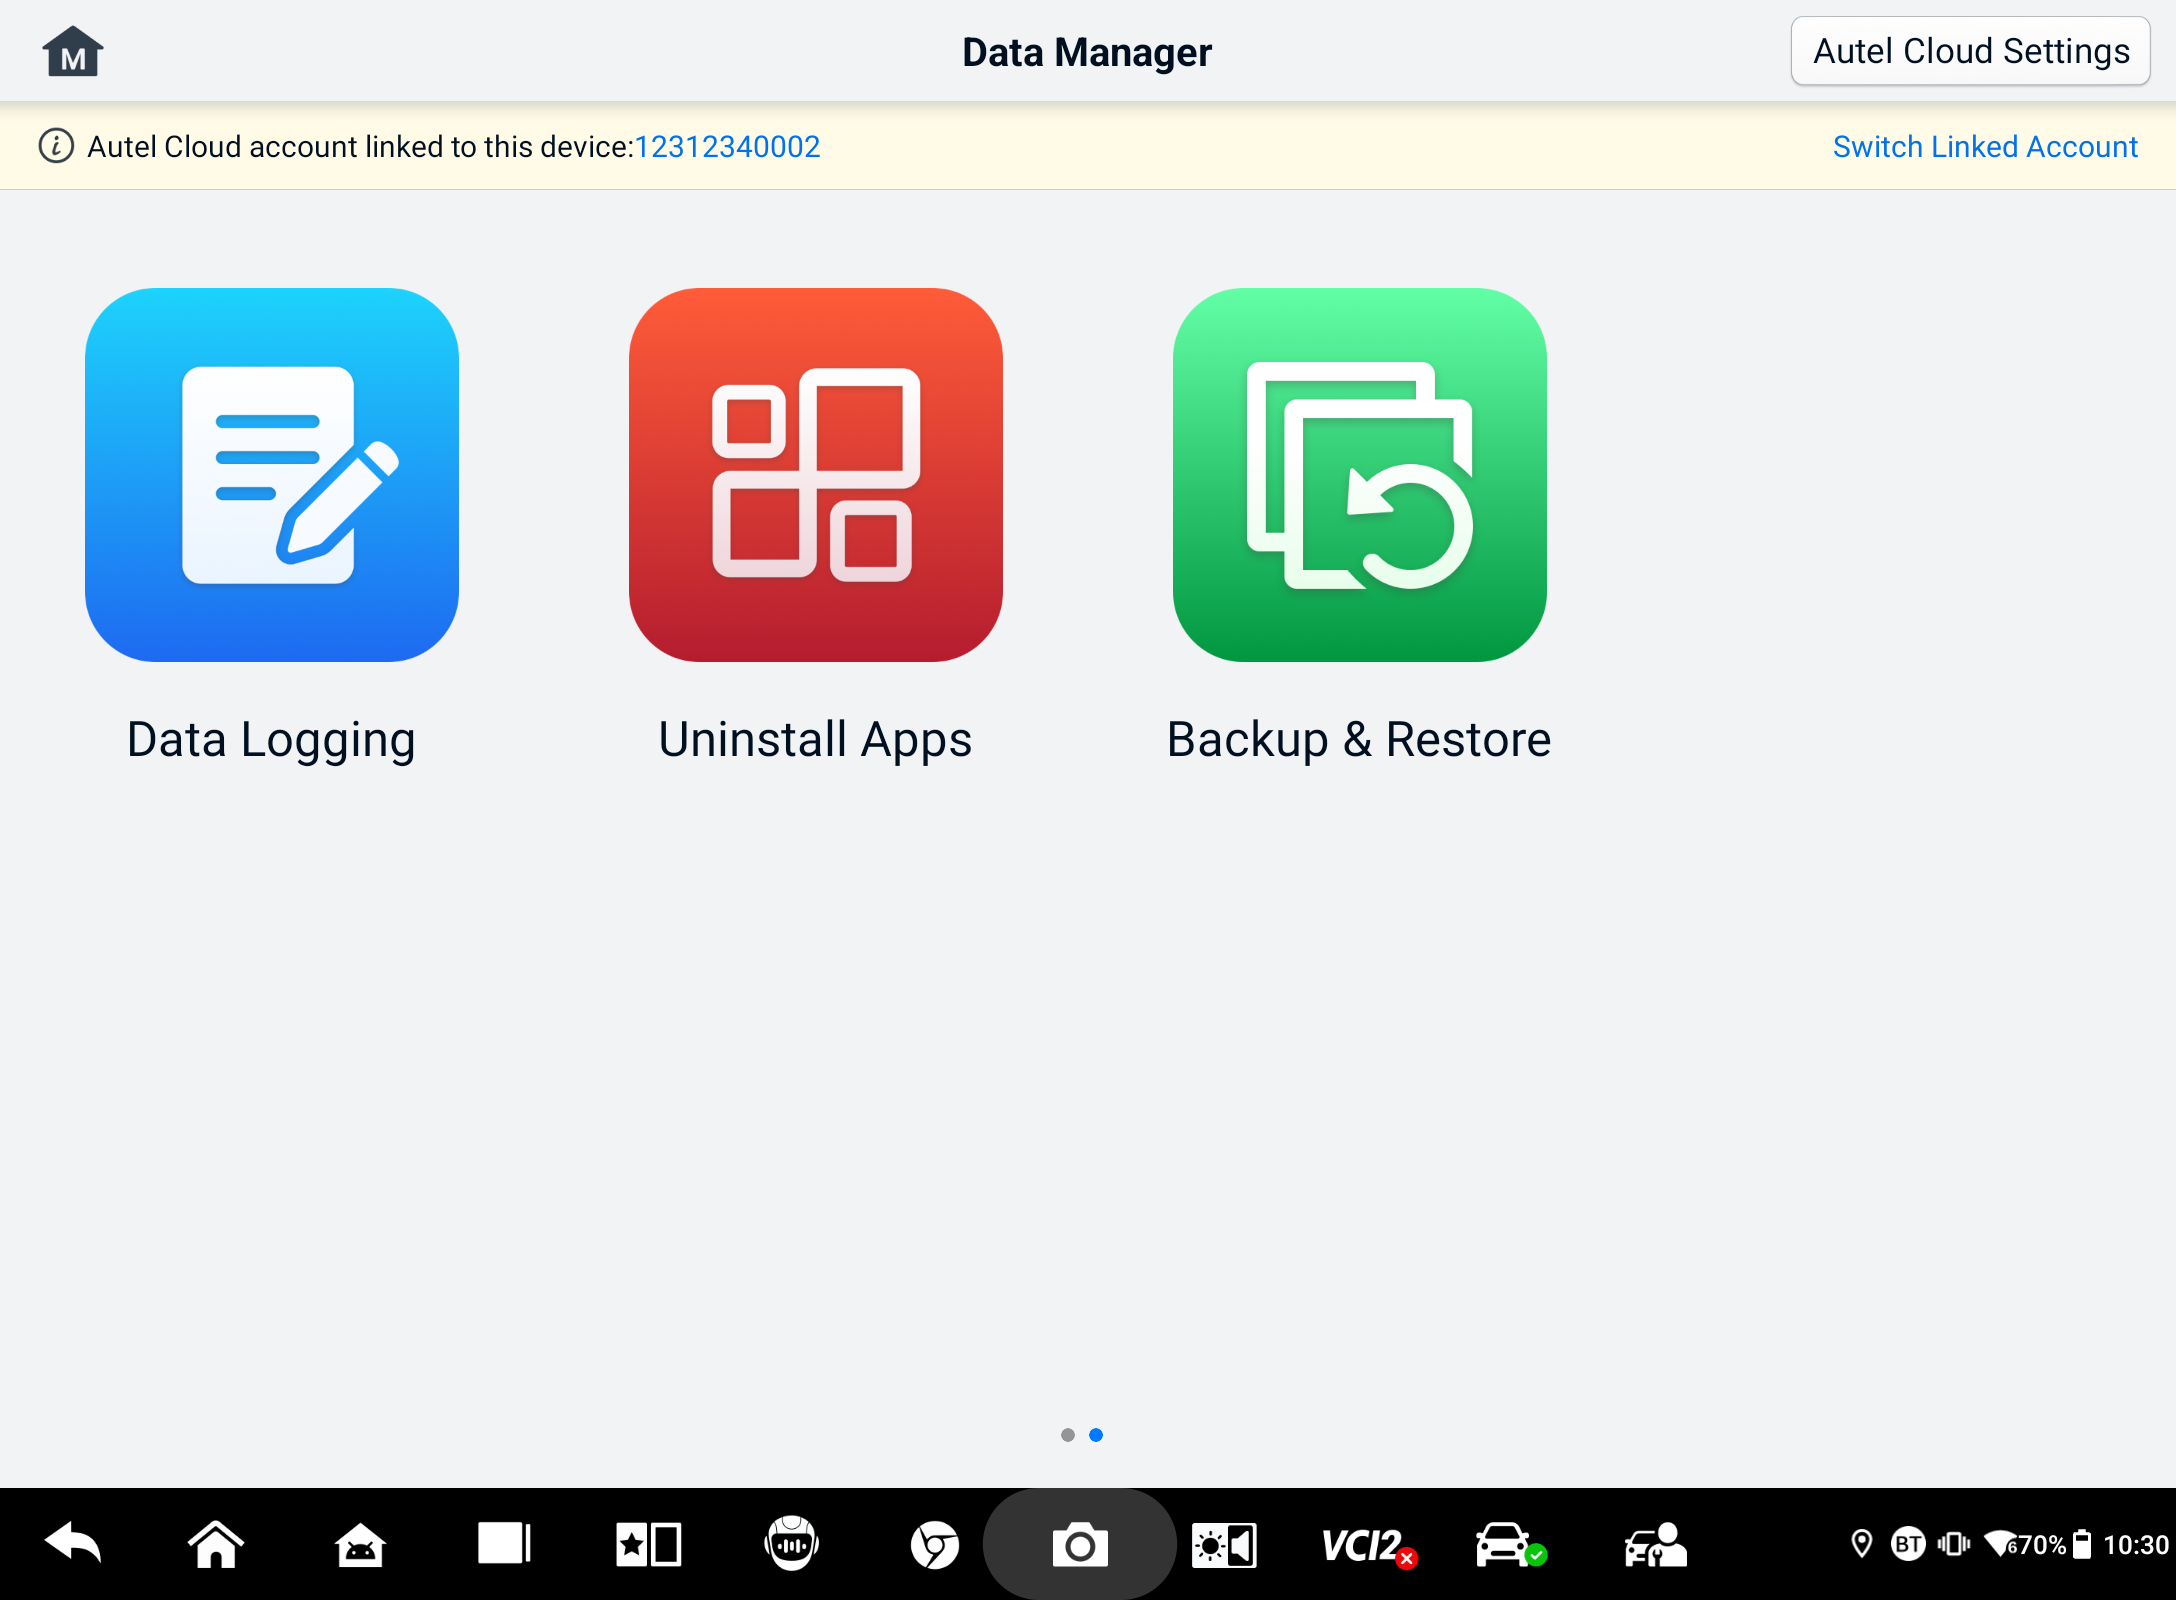 M
Data Manager
Autel Cloud Settings
Autel Cloud account linked to this device:12312340002
Switch Linked Account
Data Logging
Uninstall Apps
Backup & Restore
VCI2
BT
6
70%
10:30